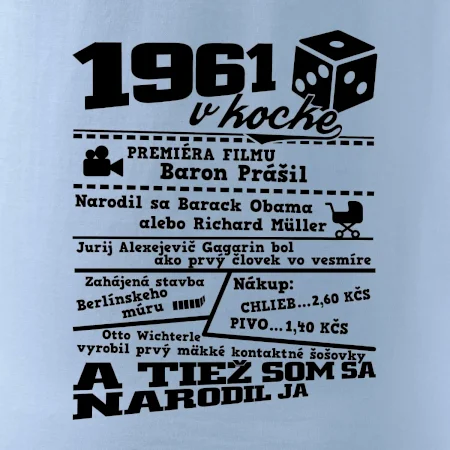 1961
v kocke
PREMIÉRA FILMU
Baron Prášil
Narodil sa Barack Obama
alebo Richard Müller
Jurij Alexejevič Gagarin bol
ako prvý človek vo vesmíre
Zahájená stavba
Berlínskeho
múru
Nákup:
CHLIEB...2,60 KČS
PIVO...1,40 KČS
Otto Wichterle
vyrobil prvý mäkké kontaktné šošovky
A TIEŽ SOM SA
NARODIL JA